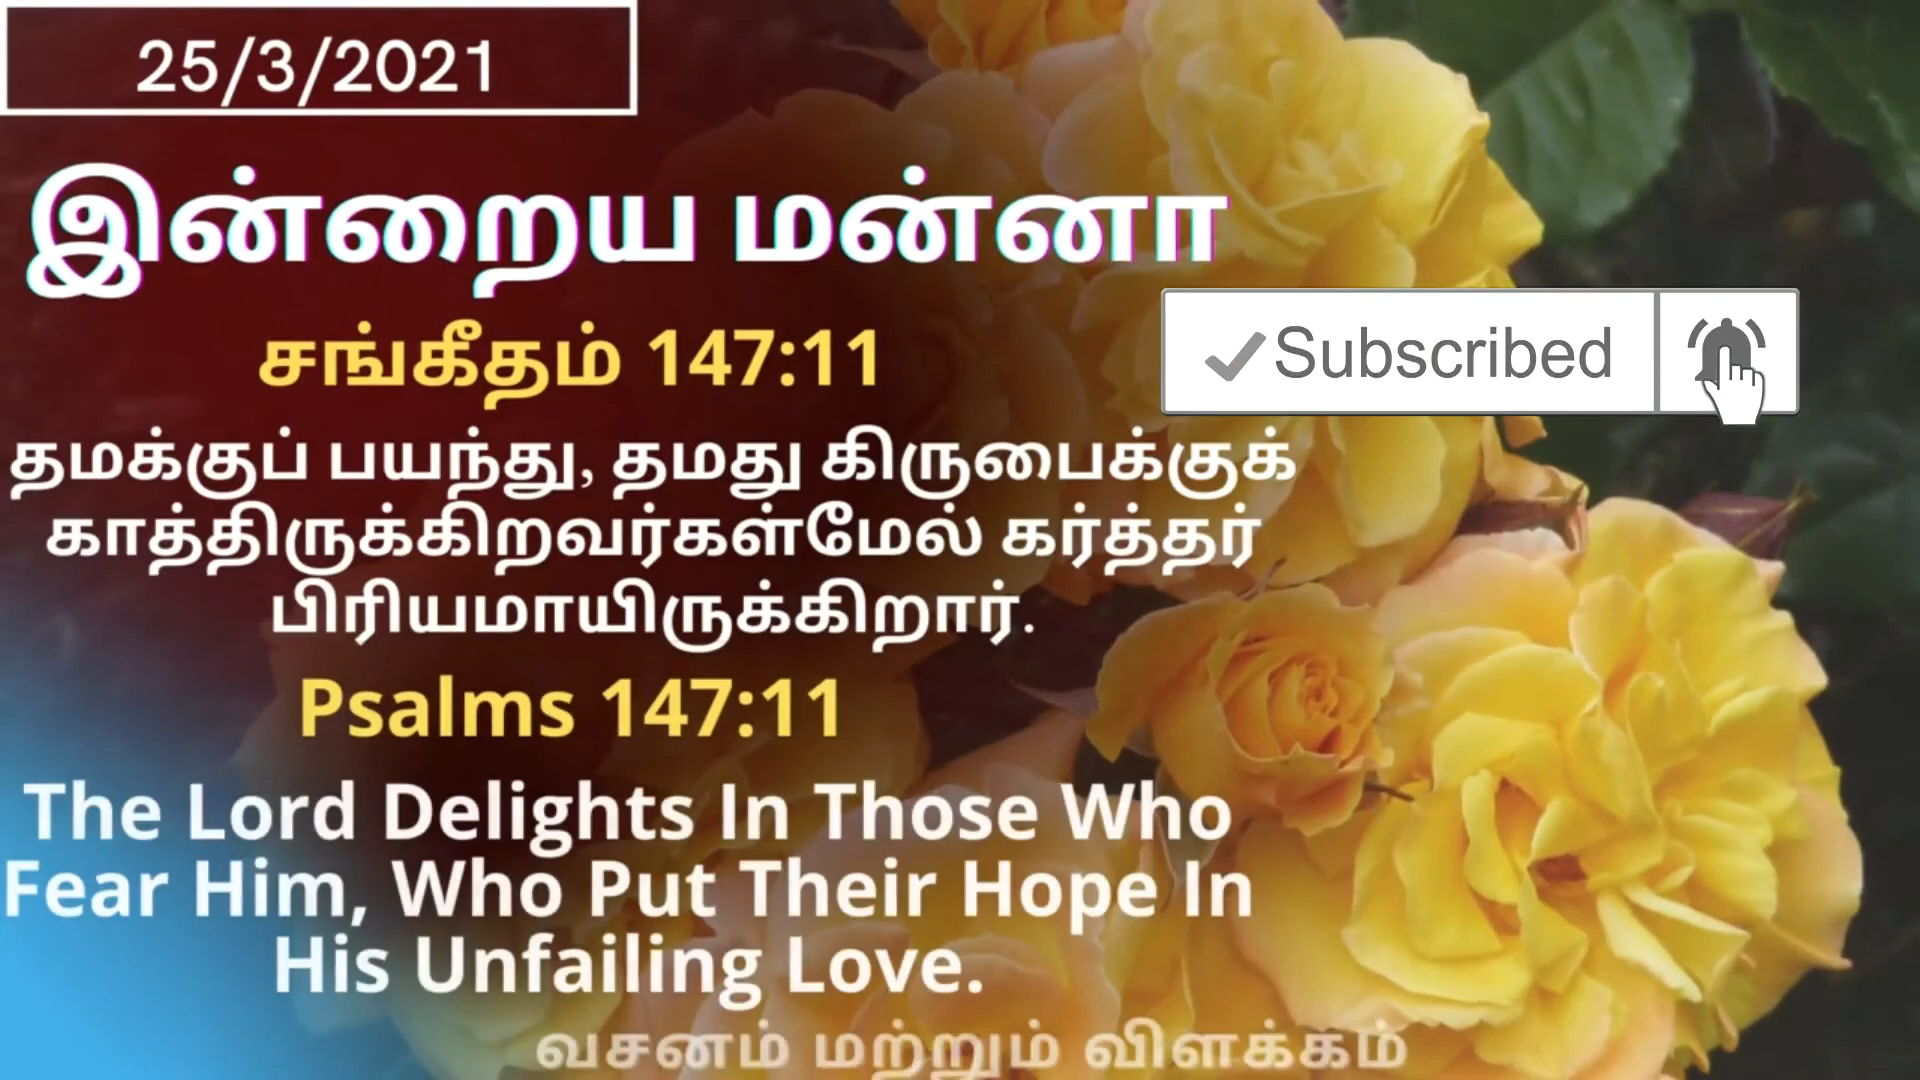 25/3/2021
இன்றைய மன்னா
சங்கீதம் 147:11
Subscribed
தமக்குப் பயந்து, தமது கிருபைக்குக்
காத்திருக்கிறவர்கள்மேல் கர்த்தர்
பிரியமாயிருக்கிறார்.
Psalms 147:11
The Lord Delights In Those Who
Fear Him, Who Put Their Hope In
His Unfailing Love.
வசனம் மற்றும் விளக்கம்